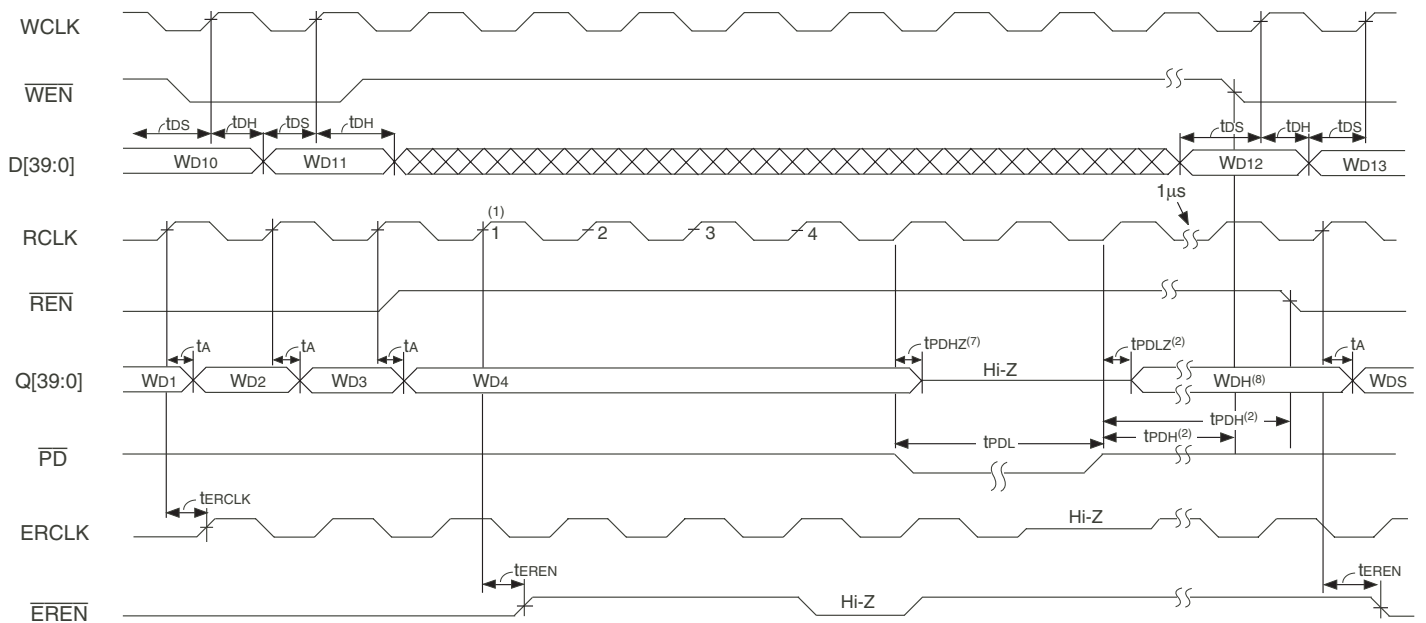 WCLK
WEN
tDS tDH tDS tDH tDS tDH tDS
D[39:0] WD10 WD11 WD12 WD13
1μs
(1)
RCLK 1 2 3 4
REN
tA tA tA tPDHZ(7) tPDLZ(2) tA
Q[39:0] WD1 WD2 WD3 WD4 Hi-Z WDH(8) WDS
tPDH(2)
tPDL tPDH(2)
PD
tERCLK
ERCLK Hi-Z
tEREN tEREN
EREN Hi-Z